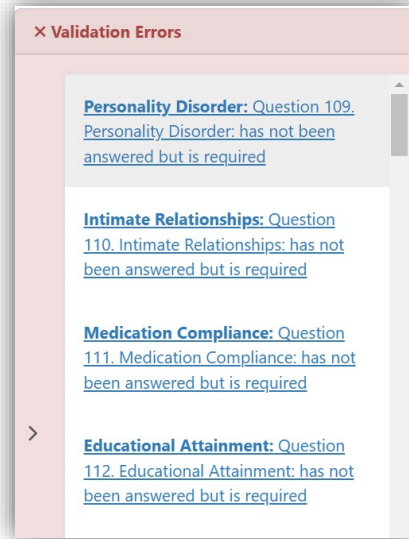 × Validation Errors
Personality Disorder: Question 109.
Personality Disorder: has not been
answered but is required
Intimate Relationships: Question
110. Intimate Relationships: has not
been answered but is required
Medication Compliance: Question
111. Medication Compliance: has not
been answered but is required
Educational Attainment: Question
112. Educational Attainment: has not
been answered but is required